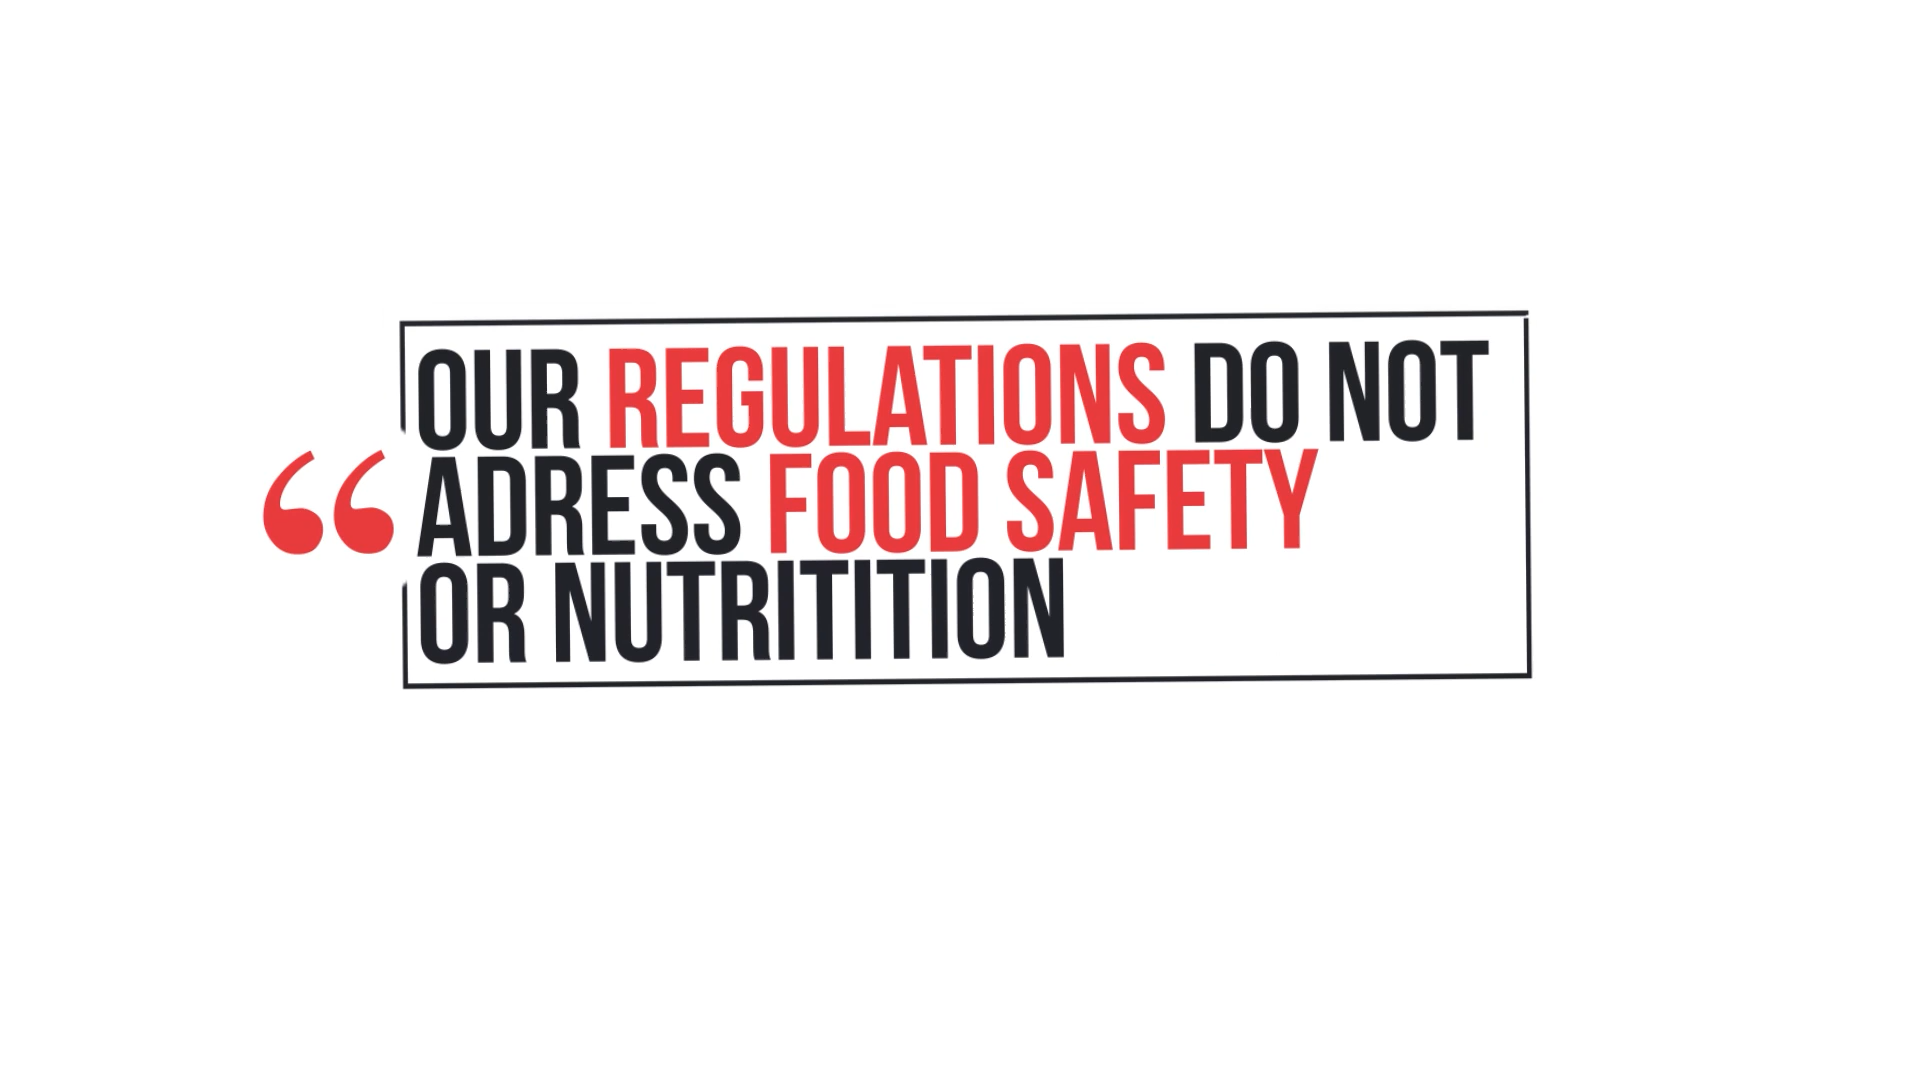 “
OUR REGULATIONS DO NOT
ADRESS FOOD SAFETY
OR NUTRITITION